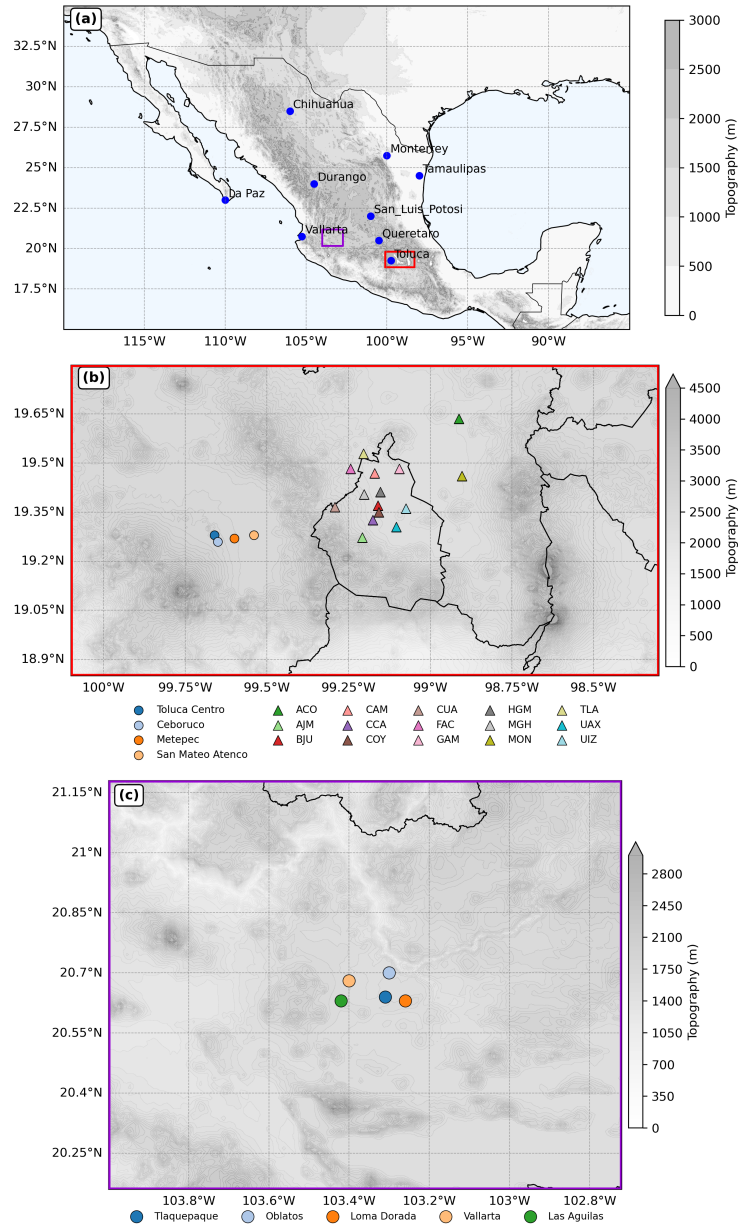 (a)
32.5°N
30°N
27.5°N
25°N
22.5°N
20°N
17.5°N
Chihuahua
Monterrey
Tamaulipas
Durango
La Paz
San_Luis_Potosi
Vallarta
Queretaro
Toluca
115°W 110°W 105°W 100°W 95°W 90°W
3000
2500
2000
1500
1000
500
0
Topography (m)
(b)
19.65°N
19.5°N
19.35°N
19.2°N
19.05°N
18.9°N
100°W 99.75°W 99.5°W 99.25°W 99°W 98.75°W 98.5°W
4500
4000
3500
3000
2500
2000
1500
1000
500
0
Topography (m)
Toluca Centro ACO CAM CUA HGM TLA
Ceboruco AJM CCA FAC MGH UAX
Metepec BJU COY GAM MON UIZ
San Mateo Atenco
(c)
21.15°N
21°N
20.85°N
20.7°N
20.55°N
20.4°N
20.25°N
103.8°W 103.6°W 103.4°W 103.2°W 103°W 102.8°W
2800
2450
2100
1750
1400
1050
700
350
0
Topography (m)
Tlaquepaque Oblatos Loma Dorada Vallarta Las Aguilas